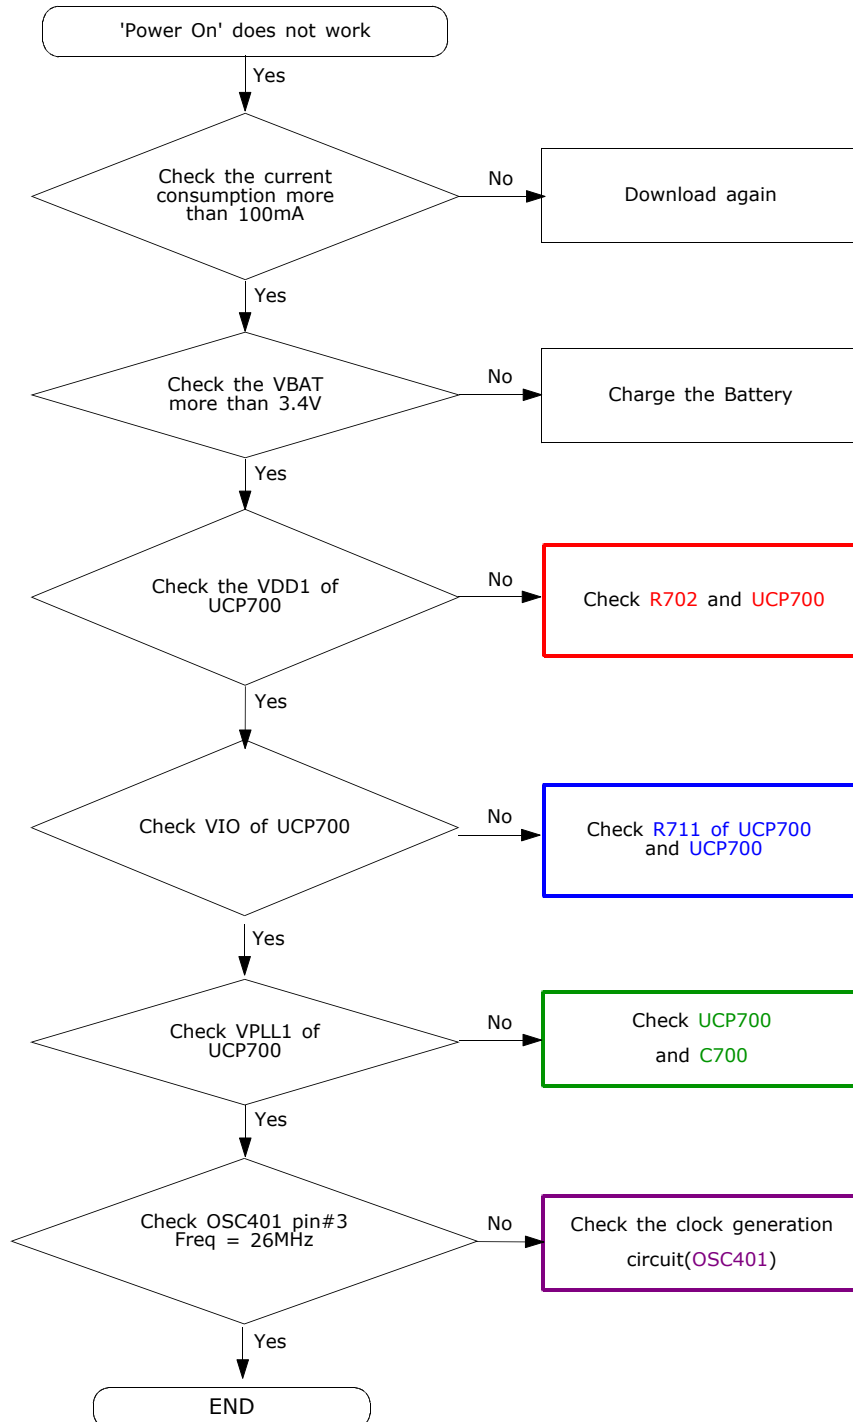 'Power On' does not work
Yes
Check the current
consumption more
than 100mA
No
Download again
Yes
Check the VBAT
more than 3.4V
No
Charge the Battery
Yes
Check the VDD1 of
UCP700
No
Check R702 and UCP700
Yes
Check VIO of UCP700
No
Check R711 of UCP700
and UCP700
Yes
Check VPLL1 of
UCP700
No
Check UCP700
and C700
Yes
Check OSC401 pin#3
Freq = 26MHz
No
Check the clock generation
circuit(OSC401)
Yes
END